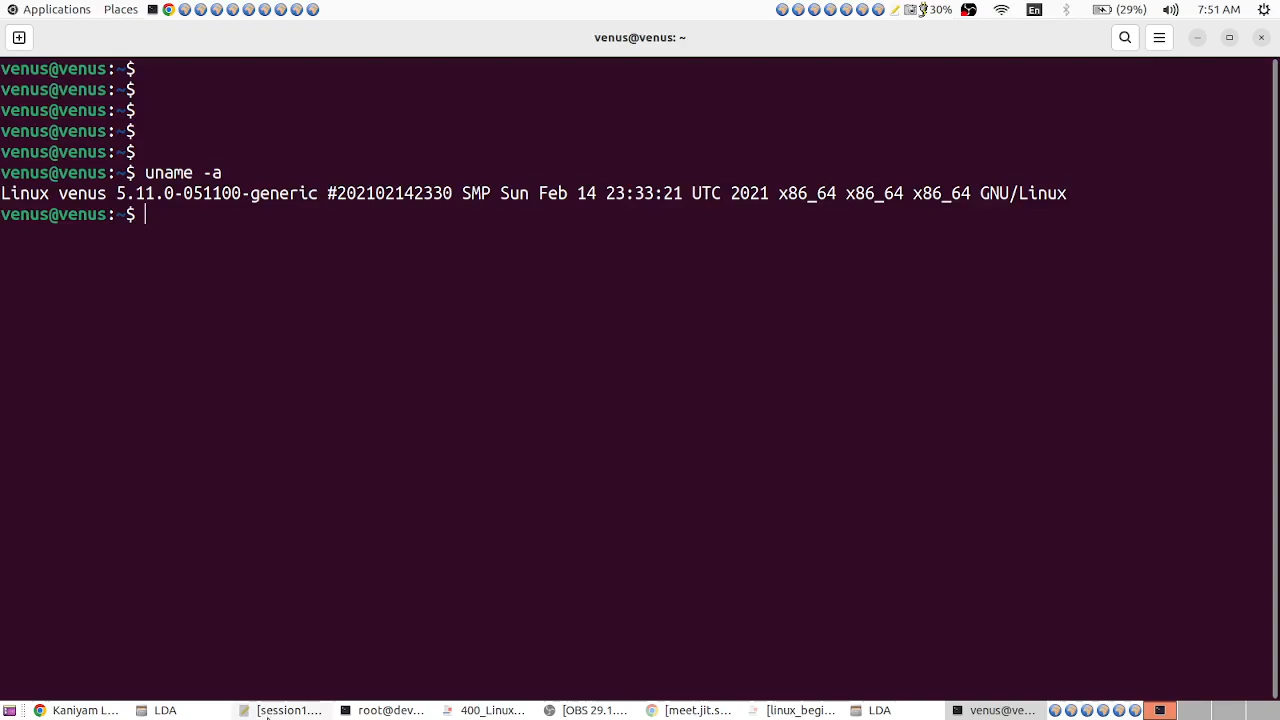 Applications Places 30% En (29%) 7:51 AM
venus@venus: ~
venus@venus:~$
venus@venus:~$
venus@venus:~$
venus@venus:~$
venus@venus:~$
venus@venus:~$ uname -a
Linux venus 5.11.0-051100-generic #202102142330 SMP Sun Feb 14 23:33:21 UTC 2021 x86_64 x86_64 x86_64 GNU/Linux
venus@venus:~$
Kaniyam L... LDA [session1.... root@dev... 400_Linux... [OBS 29.1.... [meet.jit.s... [linux_begi... LDA venus@ve...